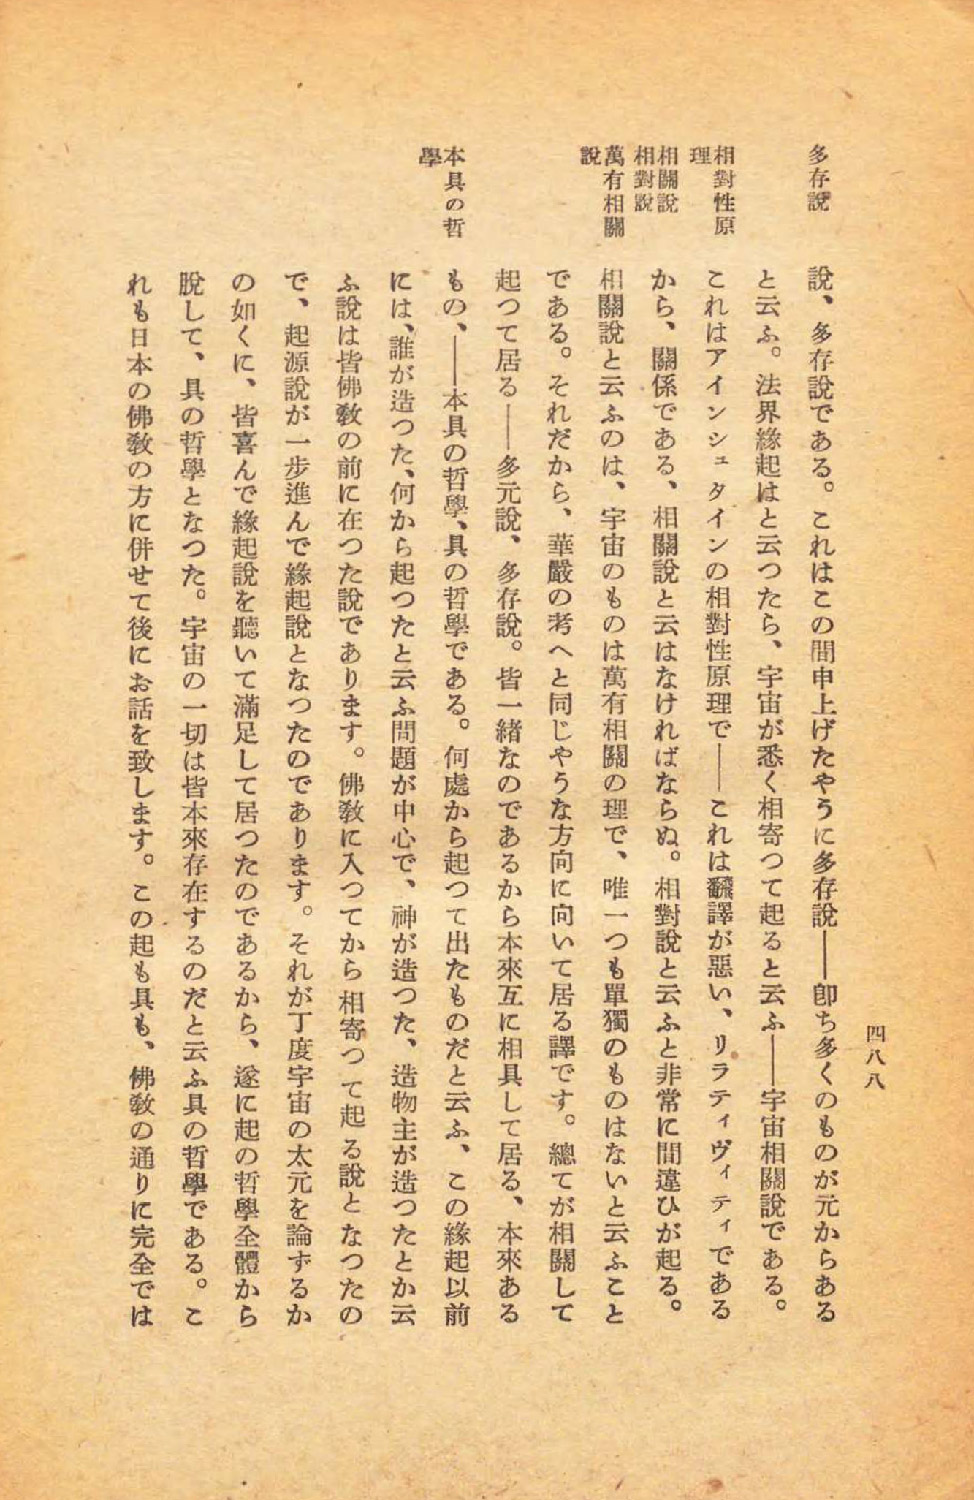 四八八
多存說
相對性原
理
相關說
相對說
萬有相關
說
本具の哲
學
說、多存說である。これはこの間申上げたやうに多存說――卽ち多くのものが元からある
と云ふ。法界緣起はと云つたら、宇宙が悉く相寄つて起ると云ふ――宇宙相關說である。
これはアインシュタインの相對性原理で――これは飜譯が惡い、リラティヴィティである
から、關係である、相關說と云はなければならぬ。相對說と云ふと非常に間違ひが起る。
相關說と云ふのは、宇宙のものは萬有相關の理で、唯一つも單獨のものはないと云ふこと
である。それだから、華嚴の考へと同じやうな方向に向いて居る譯です。總てが相關して
起つて居る――多元說、多存說。皆一緖なのであるから本來互に相具して居る、本來ある
もの、――本具の哲學、具の哲學である。何處から起つて出たものだと云ふ、この緣起以前
には、誰が造つた、何から起つたと云ふ問題が中心で、神が造つた、造物主が造つたとか云
ふ說は皆佛敎の前に在つた說であります。佛敎に入つてから相寄つて起る說となつたの
で、起源說が一步進んで緣起說となつたのであります。それが丁度宇宙の太元を論ずるか
の如くに、皆喜んで緣起說を聽いて滿足して居つたのであるから、遂に起の哲學全體から
脫して、具の哲學となつた。宇宙の一切は皆本來存在するのだと云ふ具の哲學である。こ
れも日本の佛敎の方に併せて後にお話を致します。この起も具も、佛敎の通りに完全では